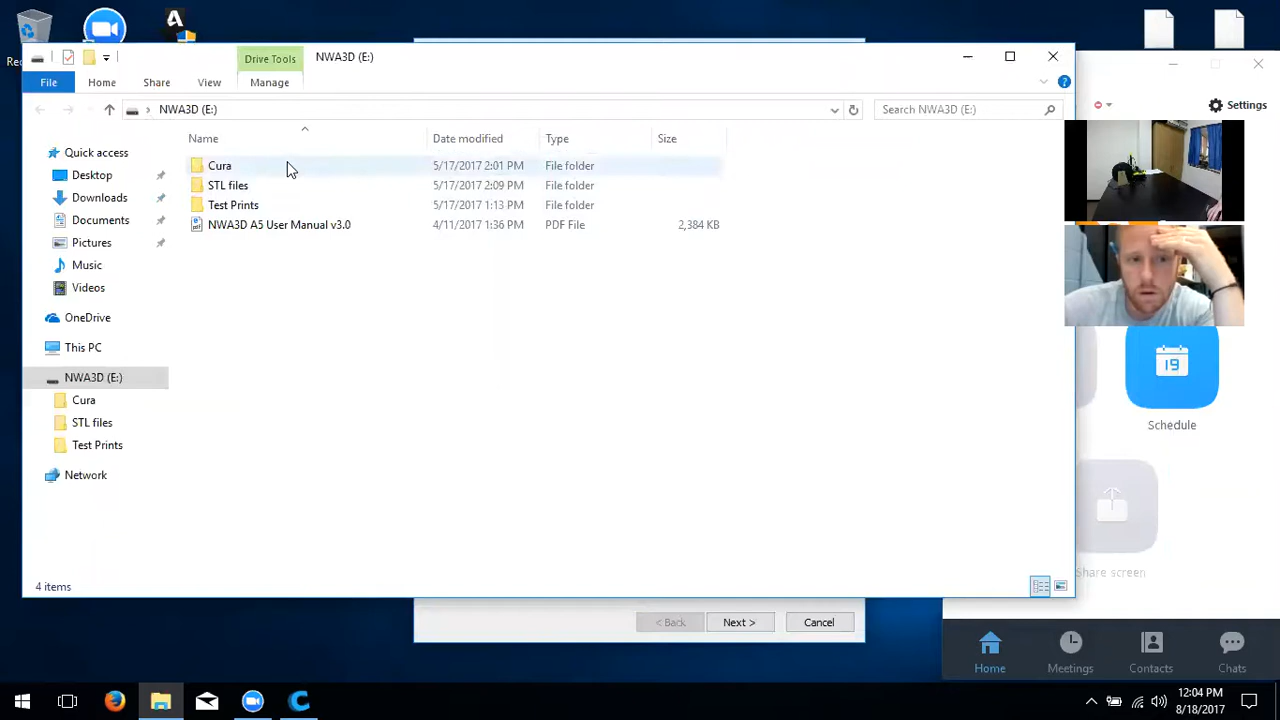 Rec
NWA3D (E:)
Drive Tools
File
Home
Share
View
Manage
NWA3D (E:)
Search NWA3D (E:)
Settings
Name
Date modified
Type
Size
Quick access
Desktop
Downloads
Documents
Pictures
Music
Videos
OneDrive
This PC
NWA3D (E:)
Cura
STL files
Test Prints
Network
Cura 5/17/2017 2:01 PM File folder
STL files 5/17/2017 2:09 PM File folder
Test Prints 5/17/2017 1:13 PM File folder
NWA3D A5 User Manual v3.0 4/11/2017 1:36 PM PDF File 2,384 KB
4 items
19
Schedule
Share screen
< Back
Next >
Cancel
Home
Meetings
Contacts
Chats
12:04 PM
8/18/2017